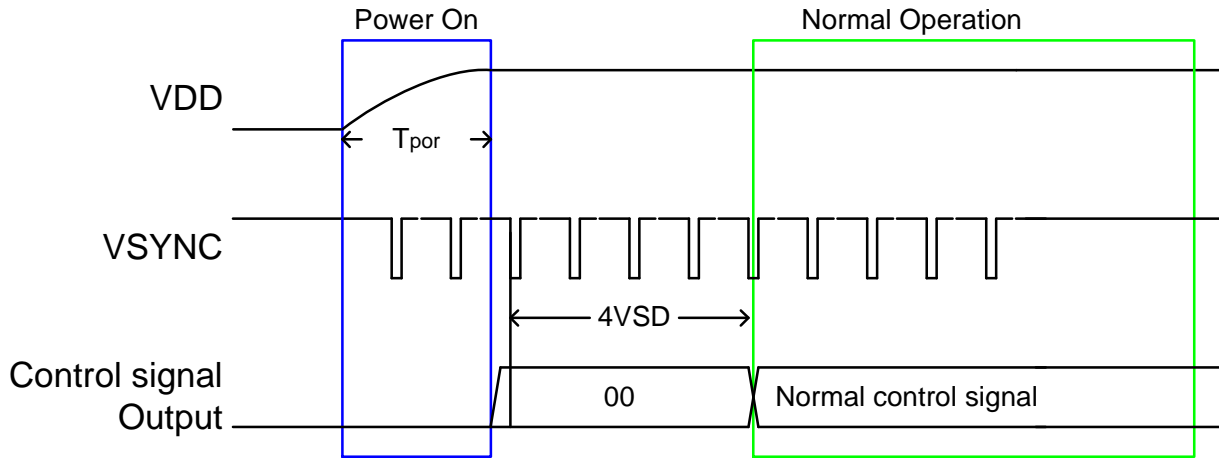 Power On
Normal Operation
VDD
Tpor
VSYNC
4VSD
Control signal
Output
00
Normal control signal